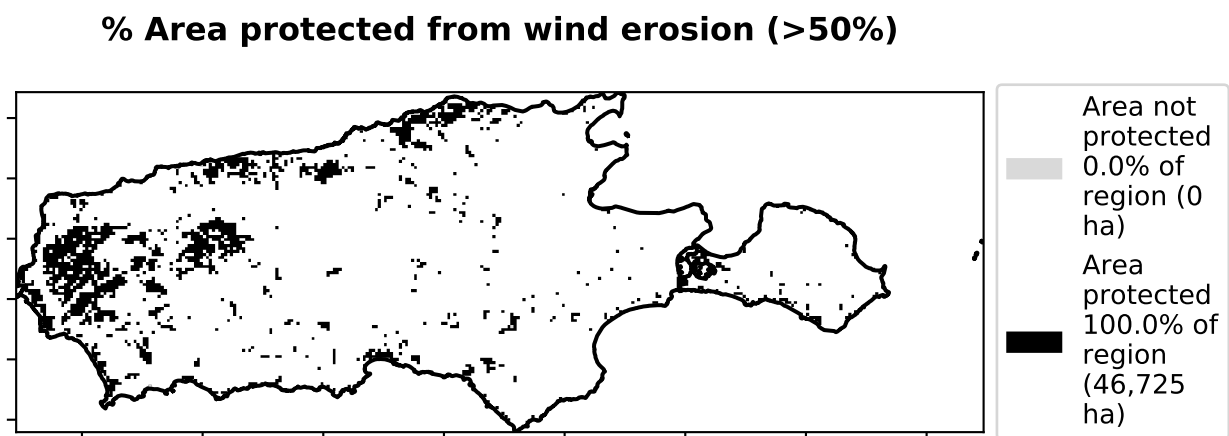 % Area protected from wind erosion (>50%)
Area not
protected
0.0% of
region (0
ha)
Area
protected
100.0% of
region
(46,725
ha)